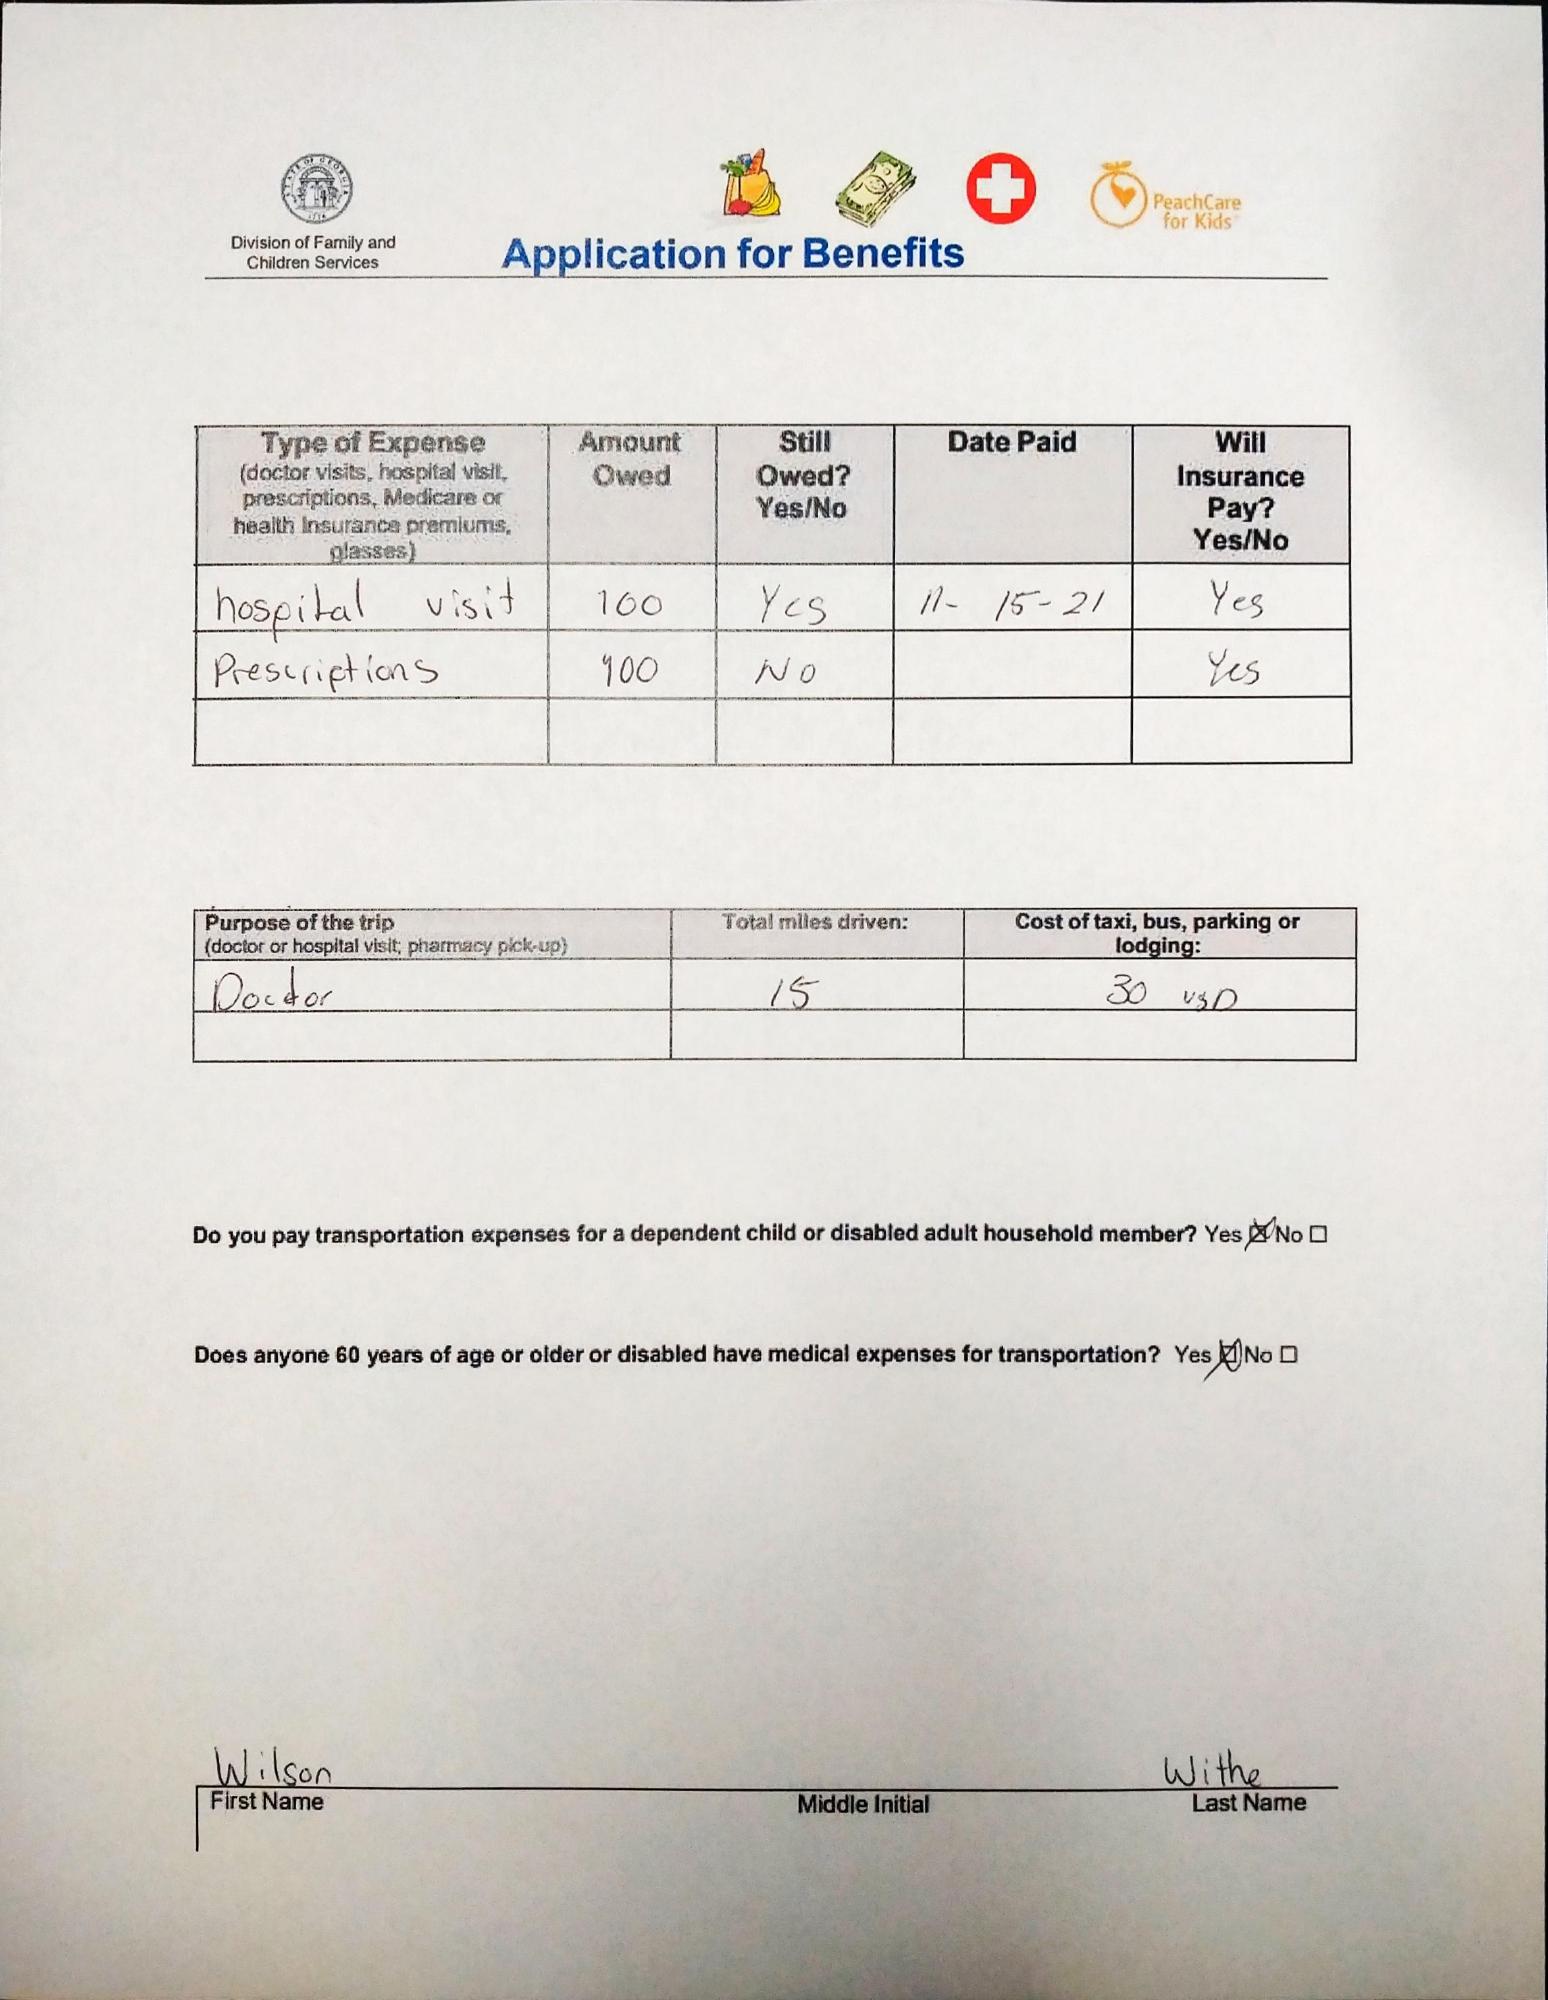 STATE OF GEORGIA
1776
Division of Family and
Children Services
Application for Benefits
PeachCare
for Kids
Type of Expense
(doctor visits, hospital visit,
prescriptions, Medicare or
health insurance premiums,
glasses)
Amount
Owed
Still
Owed?
Yes/No
Date Paid
Will
Insurance
Pay?
Yes/No
hospital visit 100 Yes 11- 15-21 Yes
Prescriptions 100 No Yes
Purpose of the trip
(doctor or hospital visit; pharmacy pick-up)
Total miles driven:
Cost of taxi, bus, parking or
lodging:
Doctor 15 30 USD
Do you pay transportation expenses for a dependent child or disabled adult household member? Yes ☒ No ☐
Does anyone 60 years of age or older or disabled have medical expenses for transportation? Yes ☒ No ☐
Wilson Withe
First Name Middle Initial Last Name